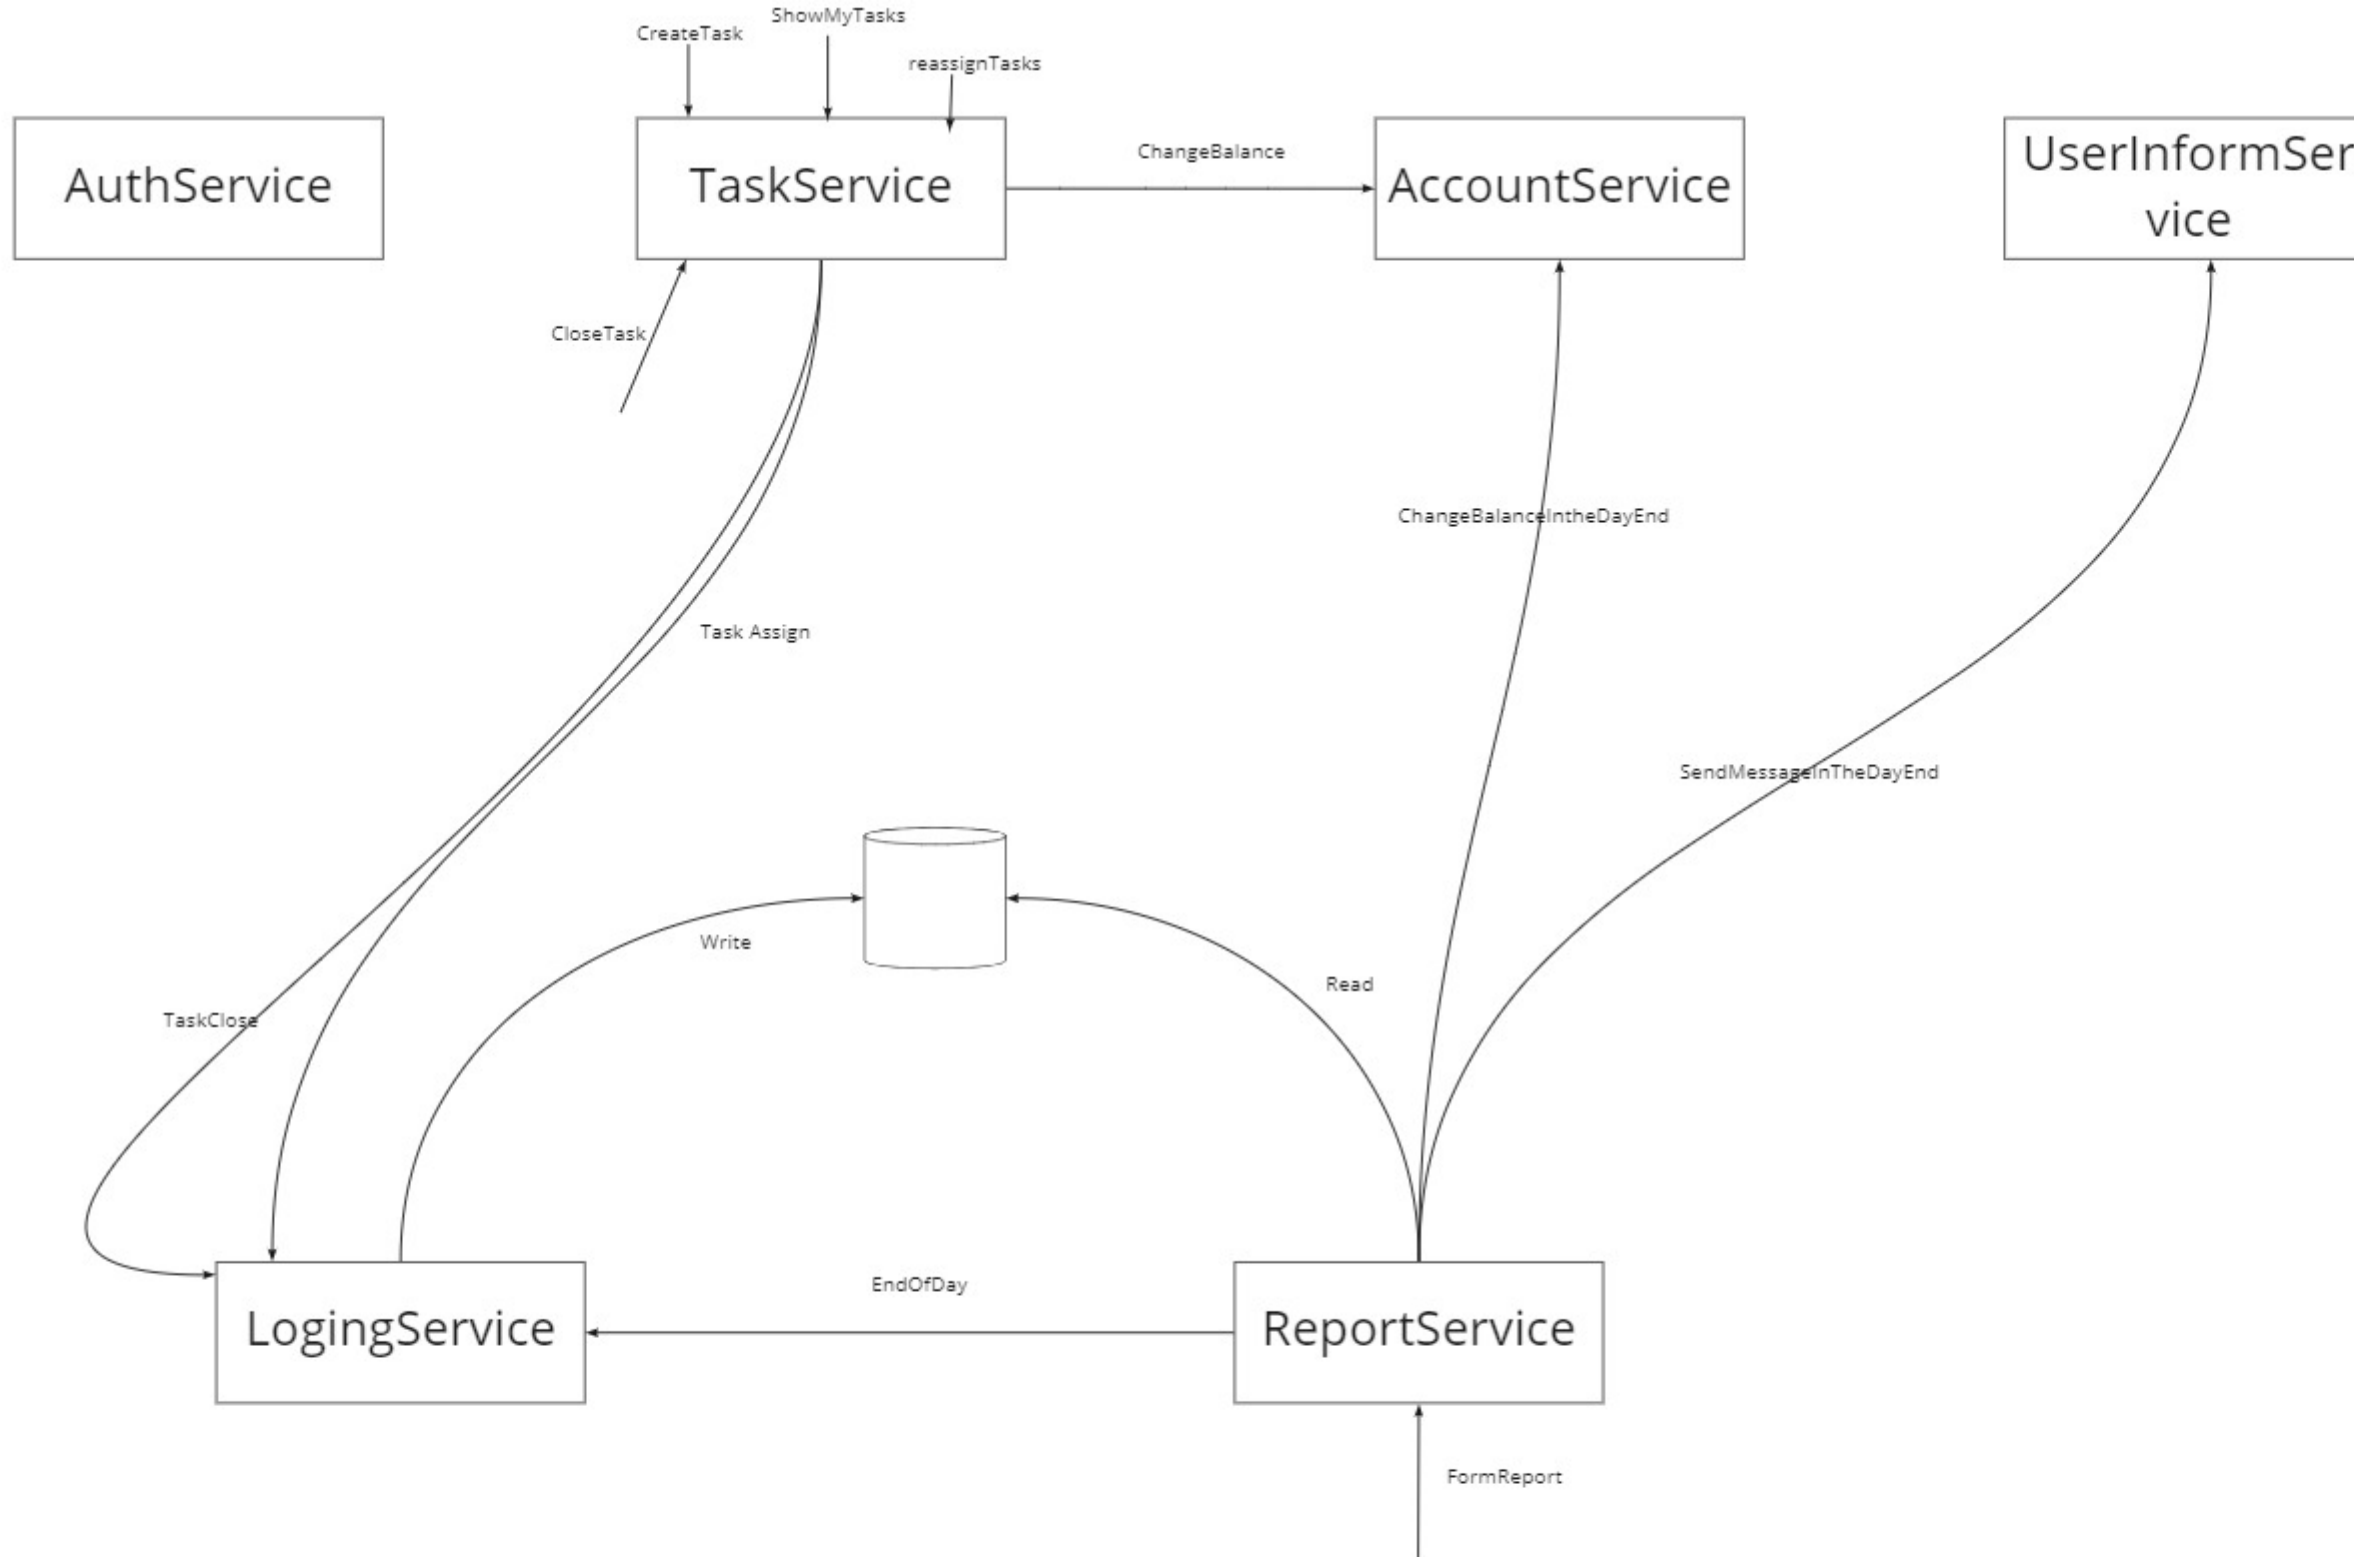 ShowMyTasks
CreateTask
reassignTasks
AuthService
TaskService
ChangeBalance
AccountService
UserInformSer
vice
CloseTask
ChangeBalanceIntheDayEnd
Task Assign
SendMessageInTheDayEnd
Write
Read
TaskClose
EndOfDay
LogingService
ReportService
FormReport